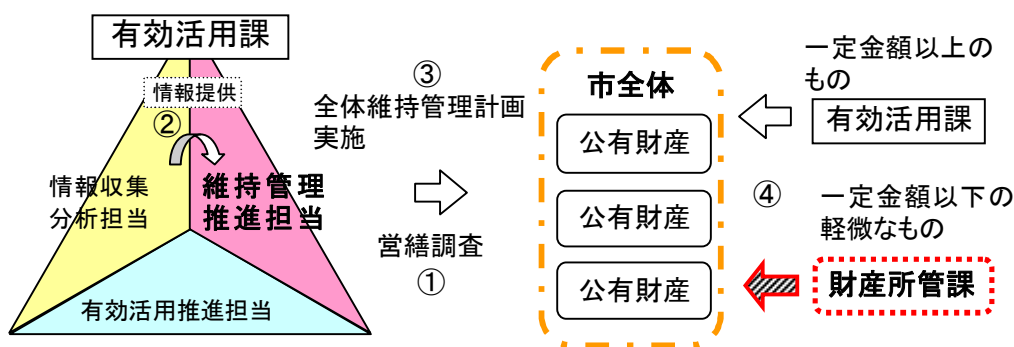 有効活用課
情報提供
②
情報収集
分析担当
維持管理
推進担当
有効活用推進担当
③
全体維持管理計画
実施
営繕調査
①
市全体
公有財産
公有財産
公有財産
一定金額以上の
もの
有効活用課
④
一定金額以下の
軽微なもの
財産所管課